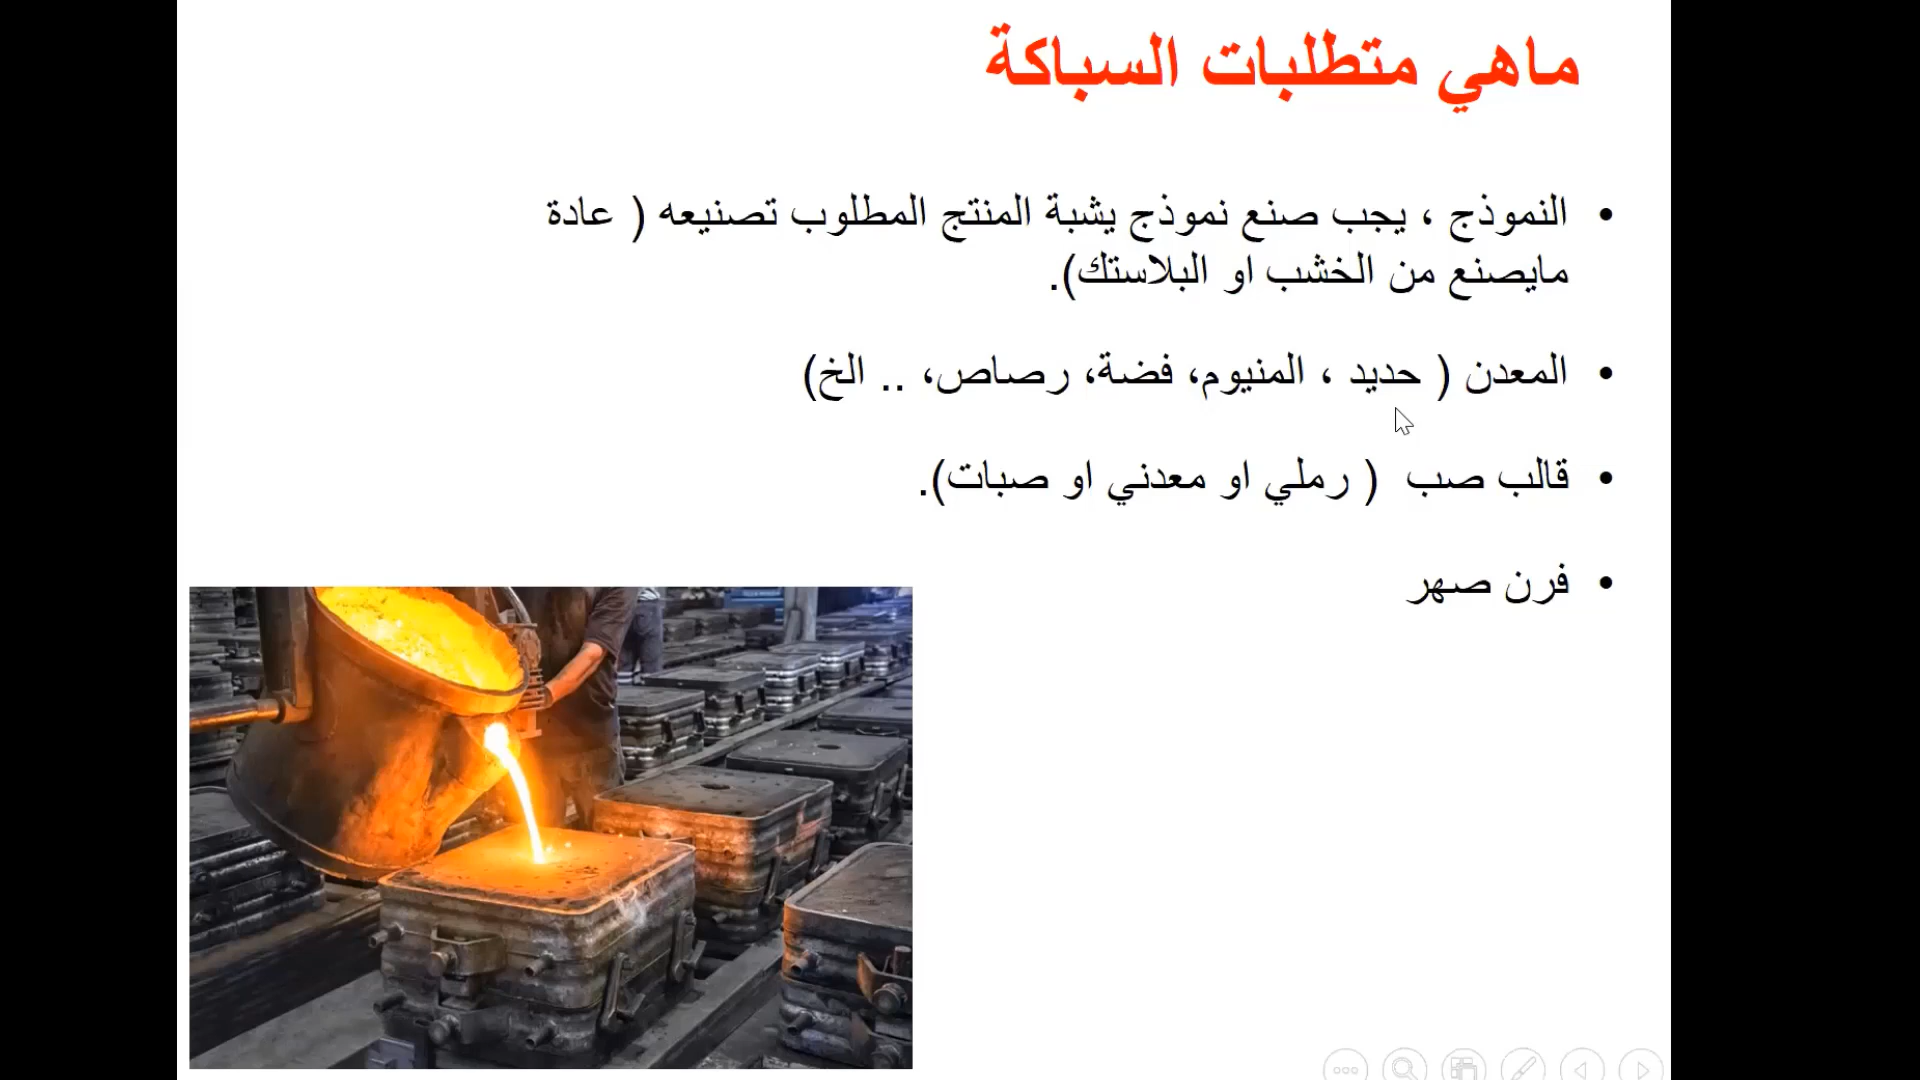 ماهي متطلبات السباكة
• النموذج ، يجب صنع نموذج يشبة المنتج المطلوب تصنيعه ( عادة
مايصنع من الخشب او البلاستك).
• المعدن ( حديد ، المنيوم، فضة، رصاص، .. الخ)
• قالب صب ( رملي او معدني او صبات).
• فرن صهر